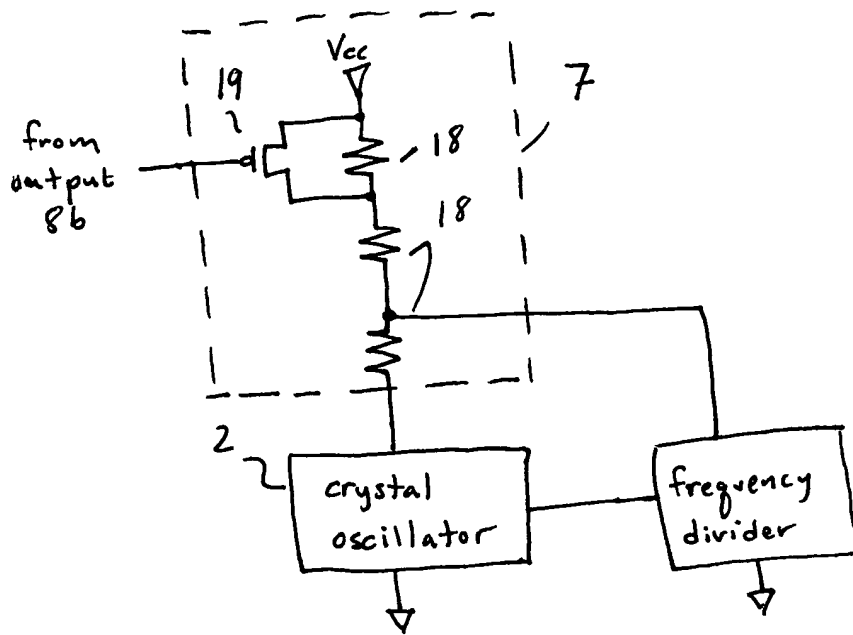 Vcc
19
7
from
output
8b
18
18
2
crystal
oscillator
frequency
divider